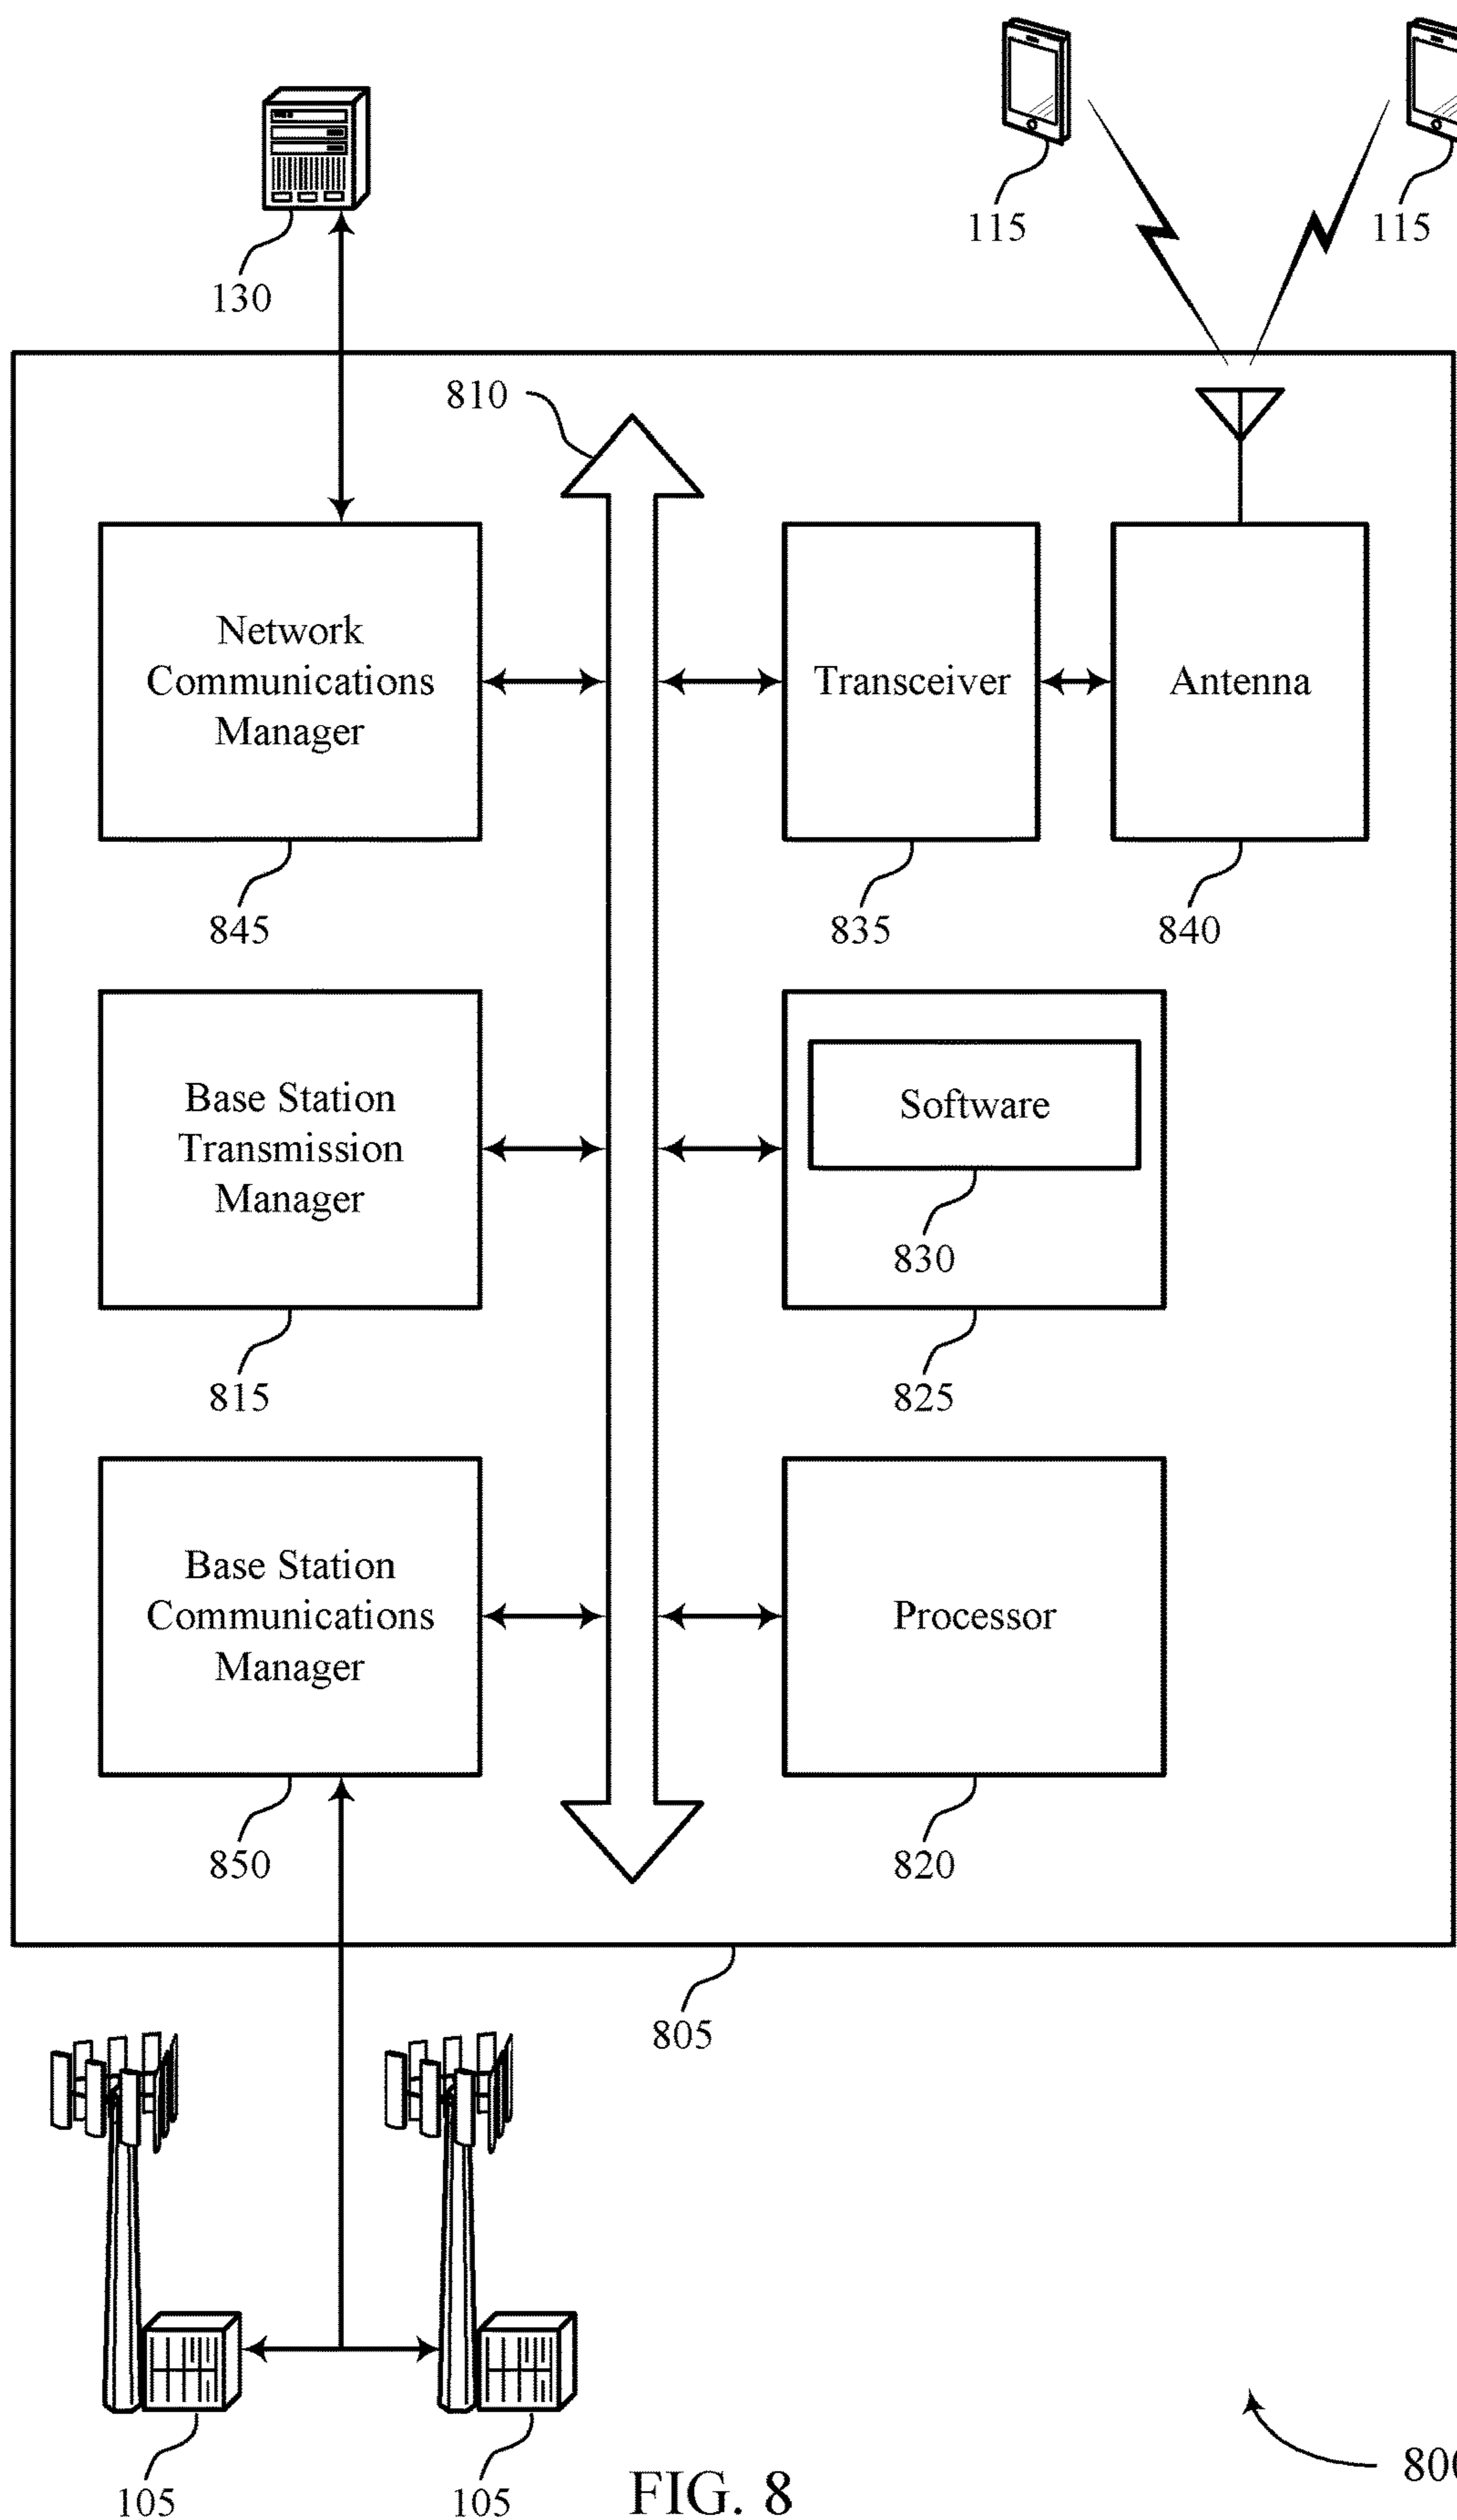 115
115
130
810
Network
Communications
Manager
Transceiver
Antenna
845
835
840
Base Station
Transmission
Manager
Software
830
815
825
Base Station
Communications
Manager
Processor
850
820
805
105
105
FIG. 8